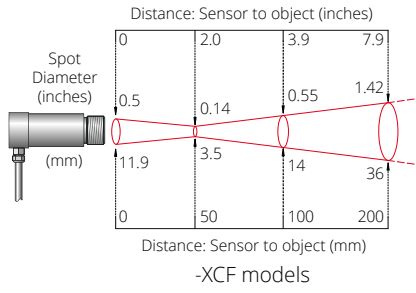 Distance: Sensor to object (inches)
0 2.0 3.9 7.9
Spot
Diameter
(inches)
0.5 0.14 0.55 1.42
(mm)
11.9 3.5 14 36
0 50 100 200
Distance: Sensor to object (mm)
-XCF models